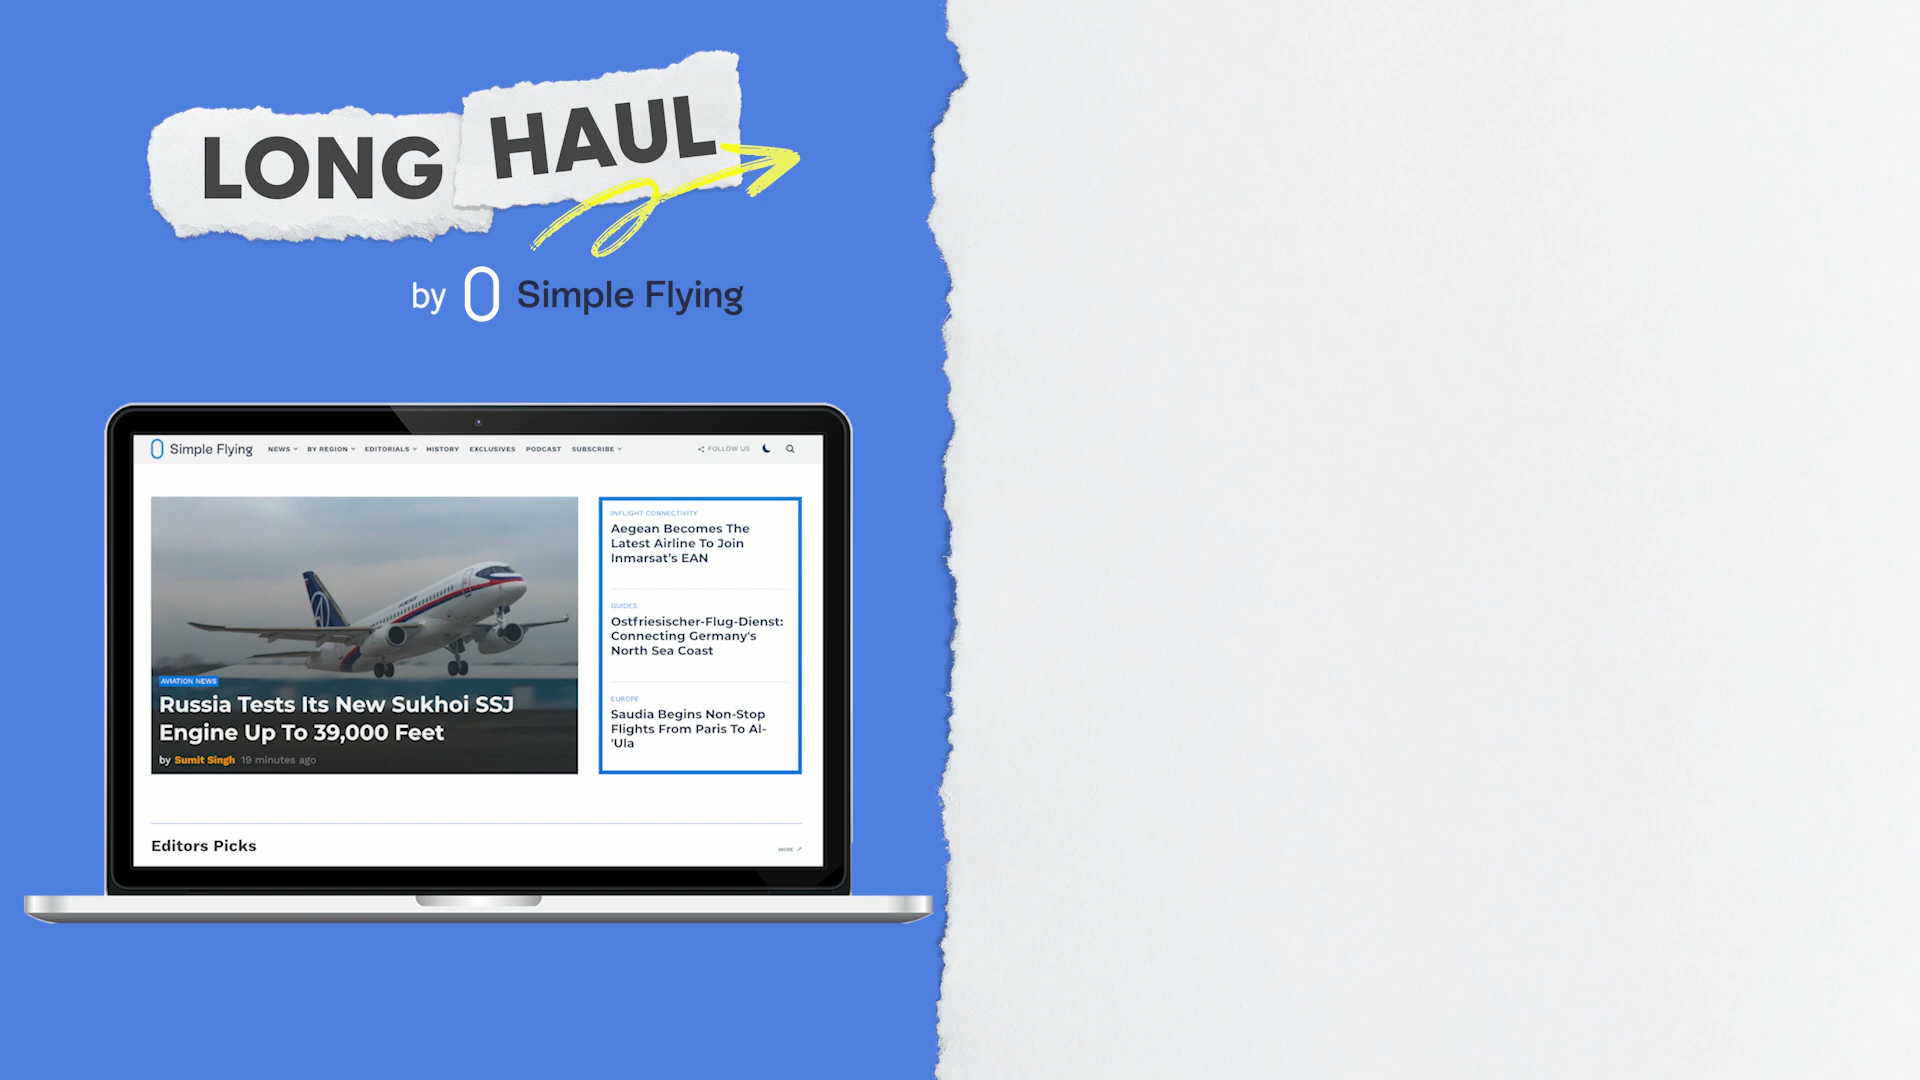 LONG HAUL
by Simple Flying
Simple Flying NEWS BY REGION EDITORIALS HISTORY EXCLUSIVES PODCAST SUBSCRIBE FOLLOW US
AVIATION NEWS
Russia Tests Its New Sukhoi SSJ
Engine Up To 39,000 Feet
by Sumit Singh 19 minutes ago
INFLIGHT CONNECTIVITY
Aegean Becomes The
Latest Airline To Join
Inmarsat's EAN
GUIDES
Ostfriesischer-Flug-Dienst:
Connecting Germany's
North Sea Coast
EUROPE
Saudia Begins Non-Stop
Flights From Paris To Al-
'Ula
Editors Picks
MORE